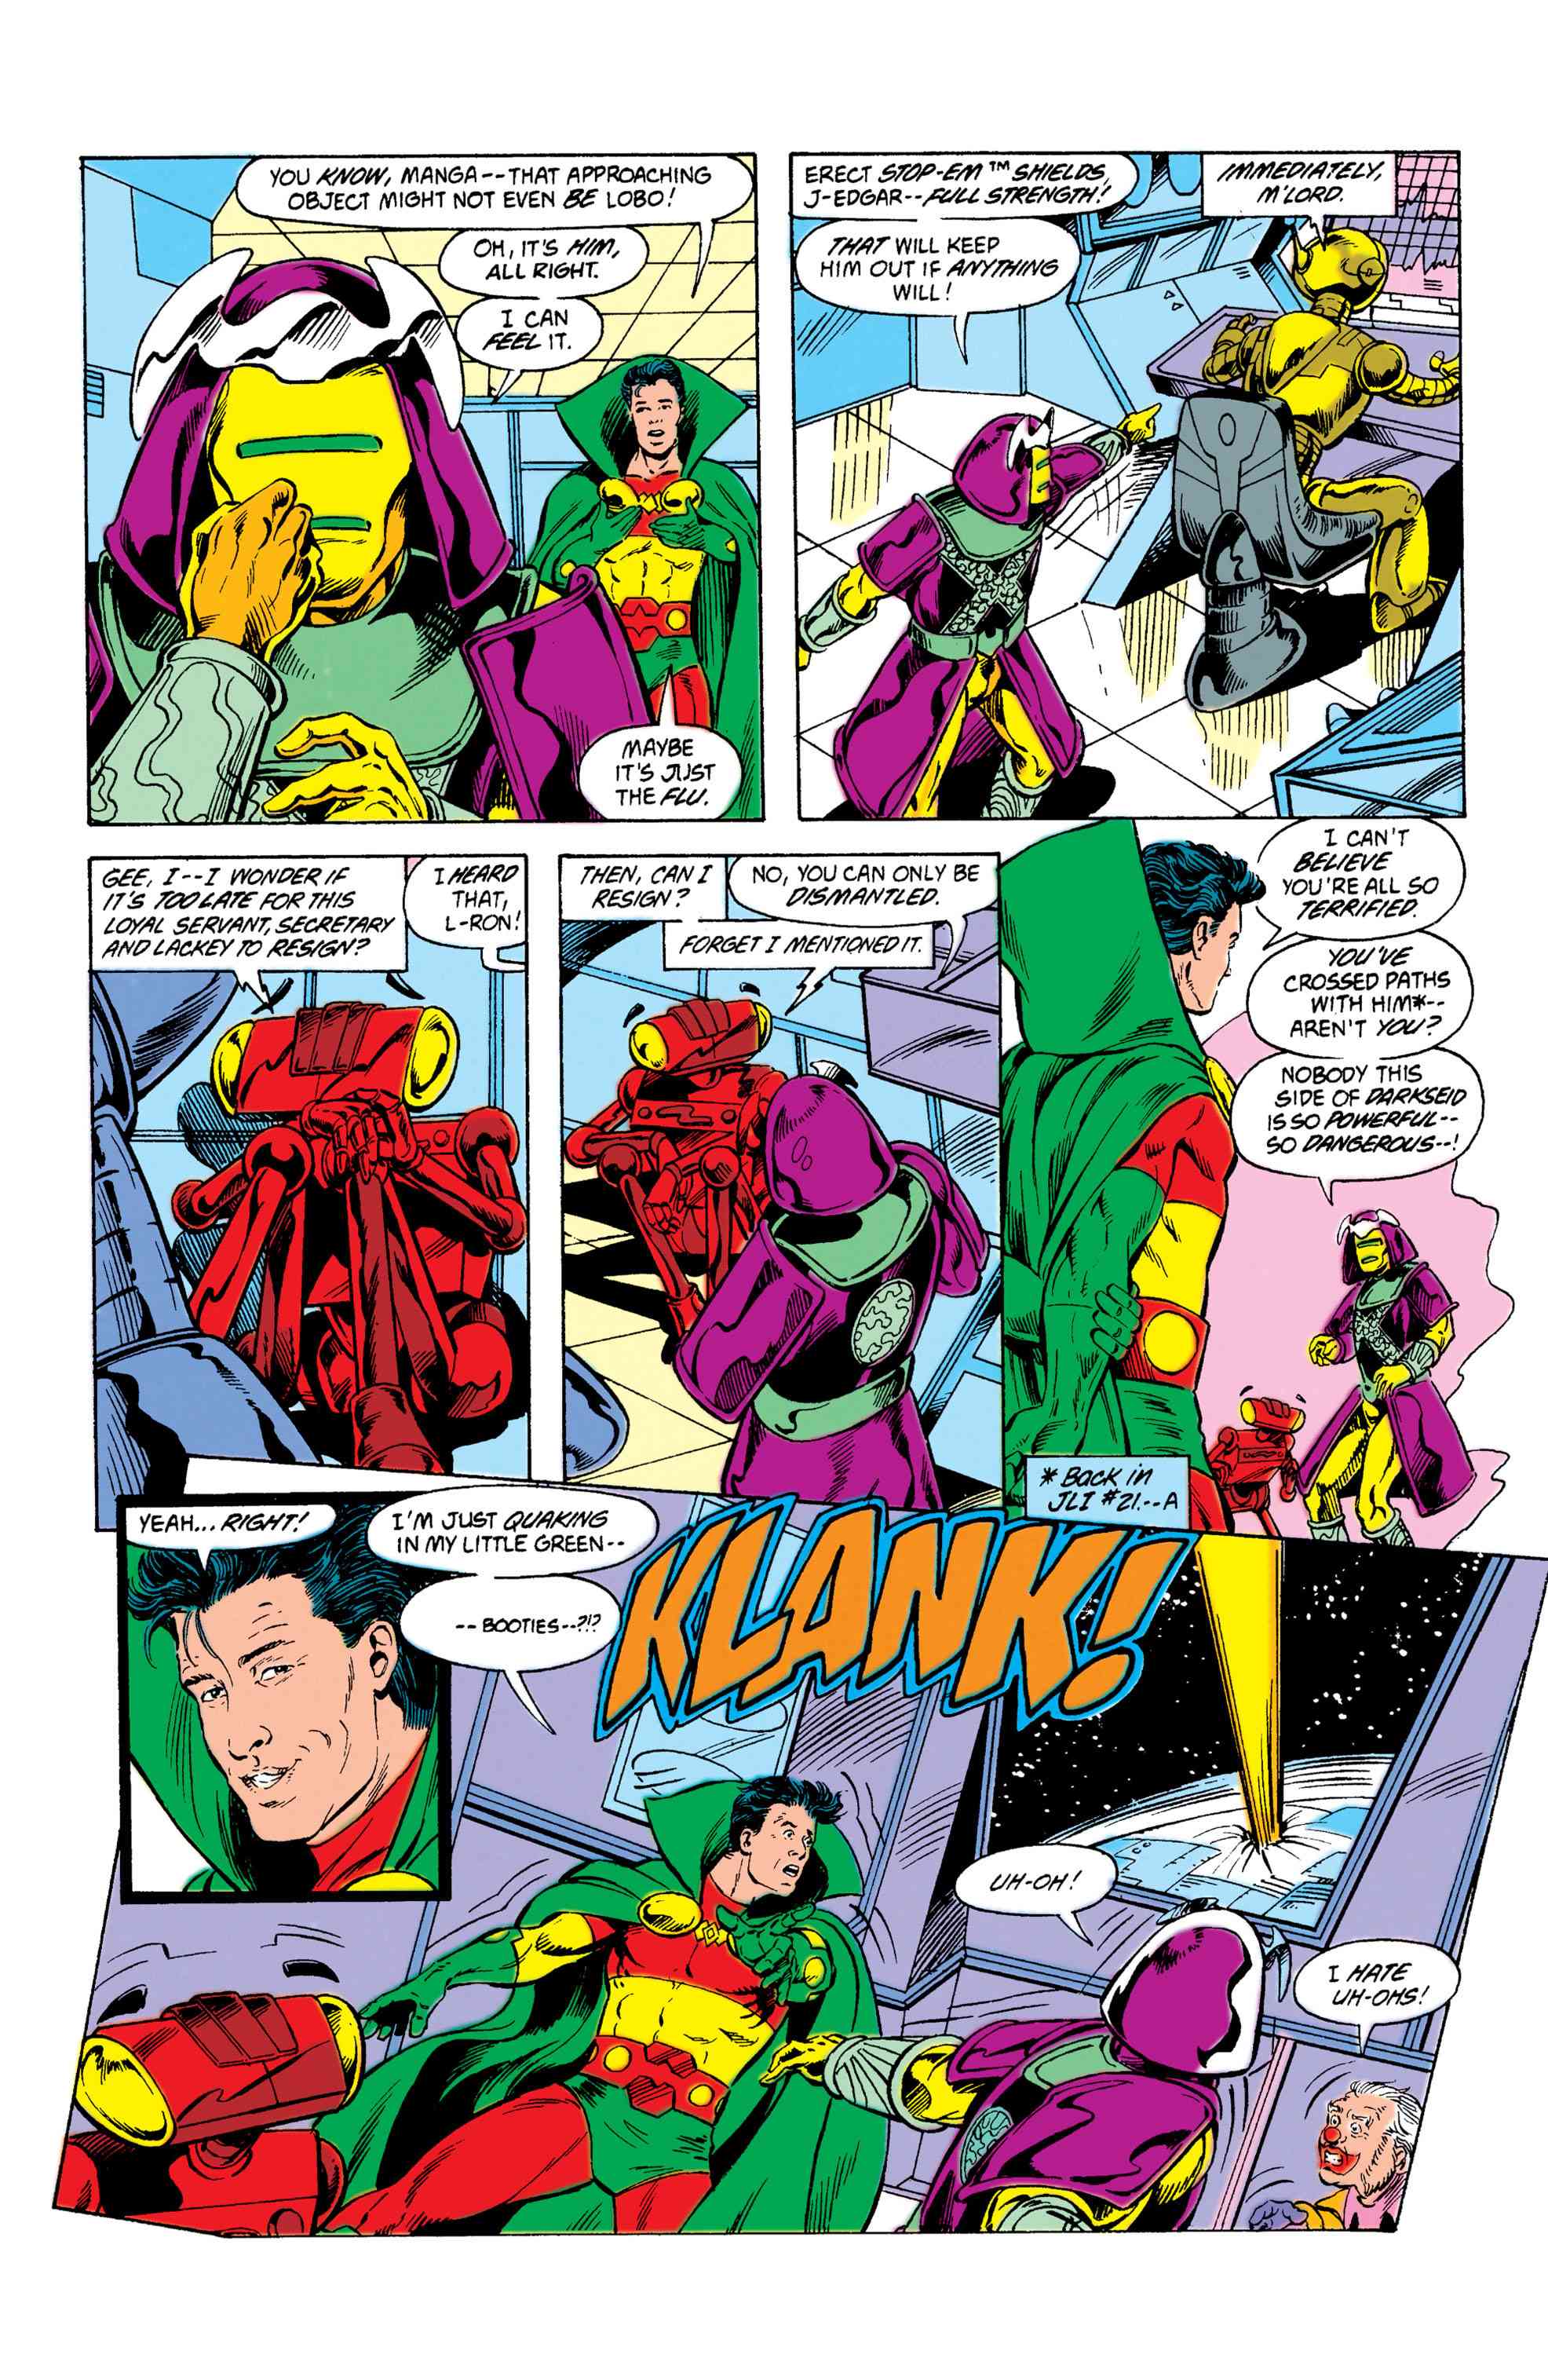 YOU KNOW, MANGA--THAT APPROACHING
OBJECT MIGHT NOT EVEN BE LOBO!
OH, IT'S HIM,
ALL RIGHT.
I CAN
FEEL IT.
MAYBE
IT'S JUST
THE FLU.
ERECT STOP-EM™ SHIELDS,
J-EDGAR--FULL STRENGTH!
THAT WILL KEEP
HIM OUT IF ANYTHING
WILL!
IMMEDIATELY,
M'LORD.
GEE, I--I WONDER IF
IT'S TOO LATE FOR THIS
LOYAL SERVANT, SECRETARY
AND LACKEY TO RESIGN?
I HEARD
THAT,
L-RON!
THEN, CAN I
RESIGN?
NO, YOU CAN ONLY BE
DISMANTLED.
FORGET I MENTIONED IT.
I CAN'T
BELIEVE
YOU'RE ALL SO
TERRIFIED.
YOU'VE
CROSSED PATHS
WITH HIM*--
AREN'T YOU?
NOBODY THIS
SIDE OF DARKSEID
IS SO POWERFUL--
SO DANGEROUS--!
* BACK IN
JLI #21.--A
YEAH... RIGHT!
I'M JUST QUAKING
IN MY LITTLE GREEN--
--BOOTIES--?!?
KLANK!
UH-OH!
I HATE
UH-OHS!